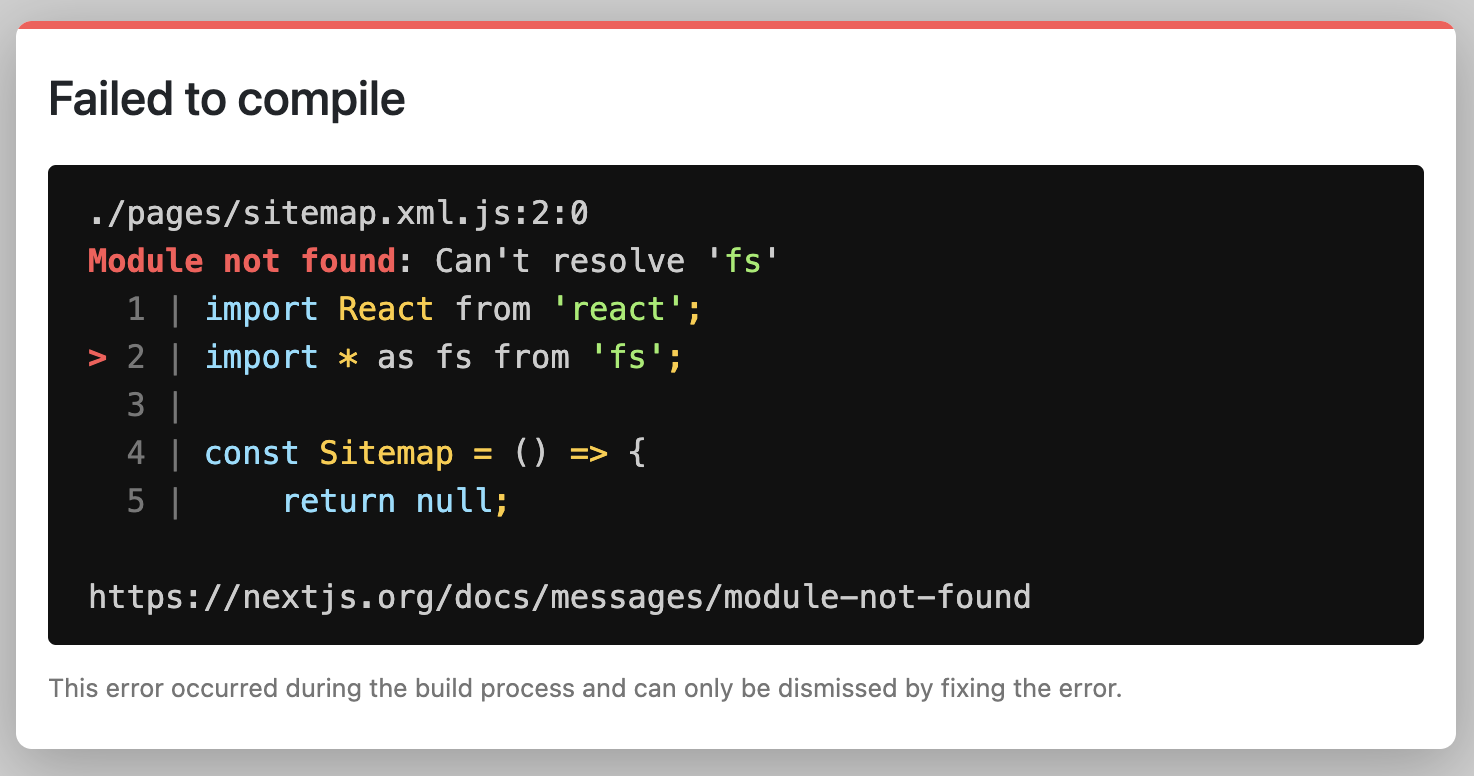 Failed to compile
./pages/sitemap.xml.js:2:0
Module not found: Can't resolve 'fs'
  1 | import React from 'react';
> 2 | import * as fs from 'fs';
  3 |
  4 | const Sitemap = () => {
  5 |     return null;
https://nextjs.org/docs/messages/module-not-found
This error occurred during the build process and can only be dismissed by fixing the error.